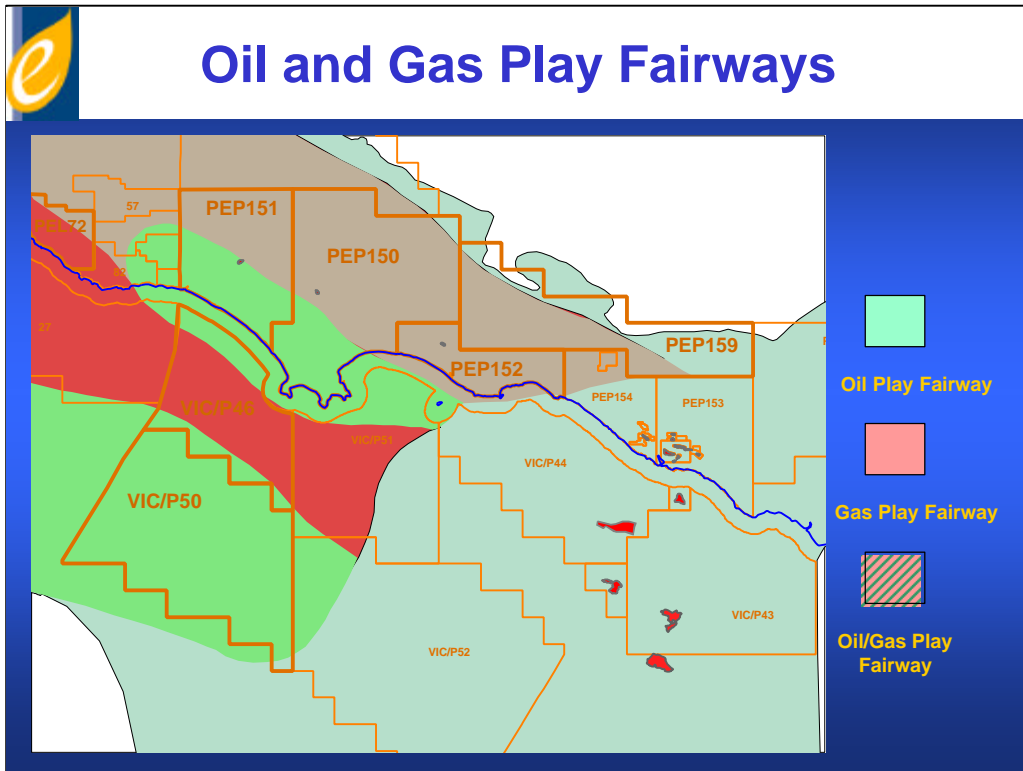 e
Oil and Gas Play Fairways
57
PEP151
PEL72
PEP150
62
27
PEP159
PEP152
PEP154
PEP153
VIC/P46
VIC/P51
VIC/P44
VIC/P50
VIC/P43
VIC/P52
Oil Play Fairway
Gas Play Fairway
Oil/Gas Play
Fairway